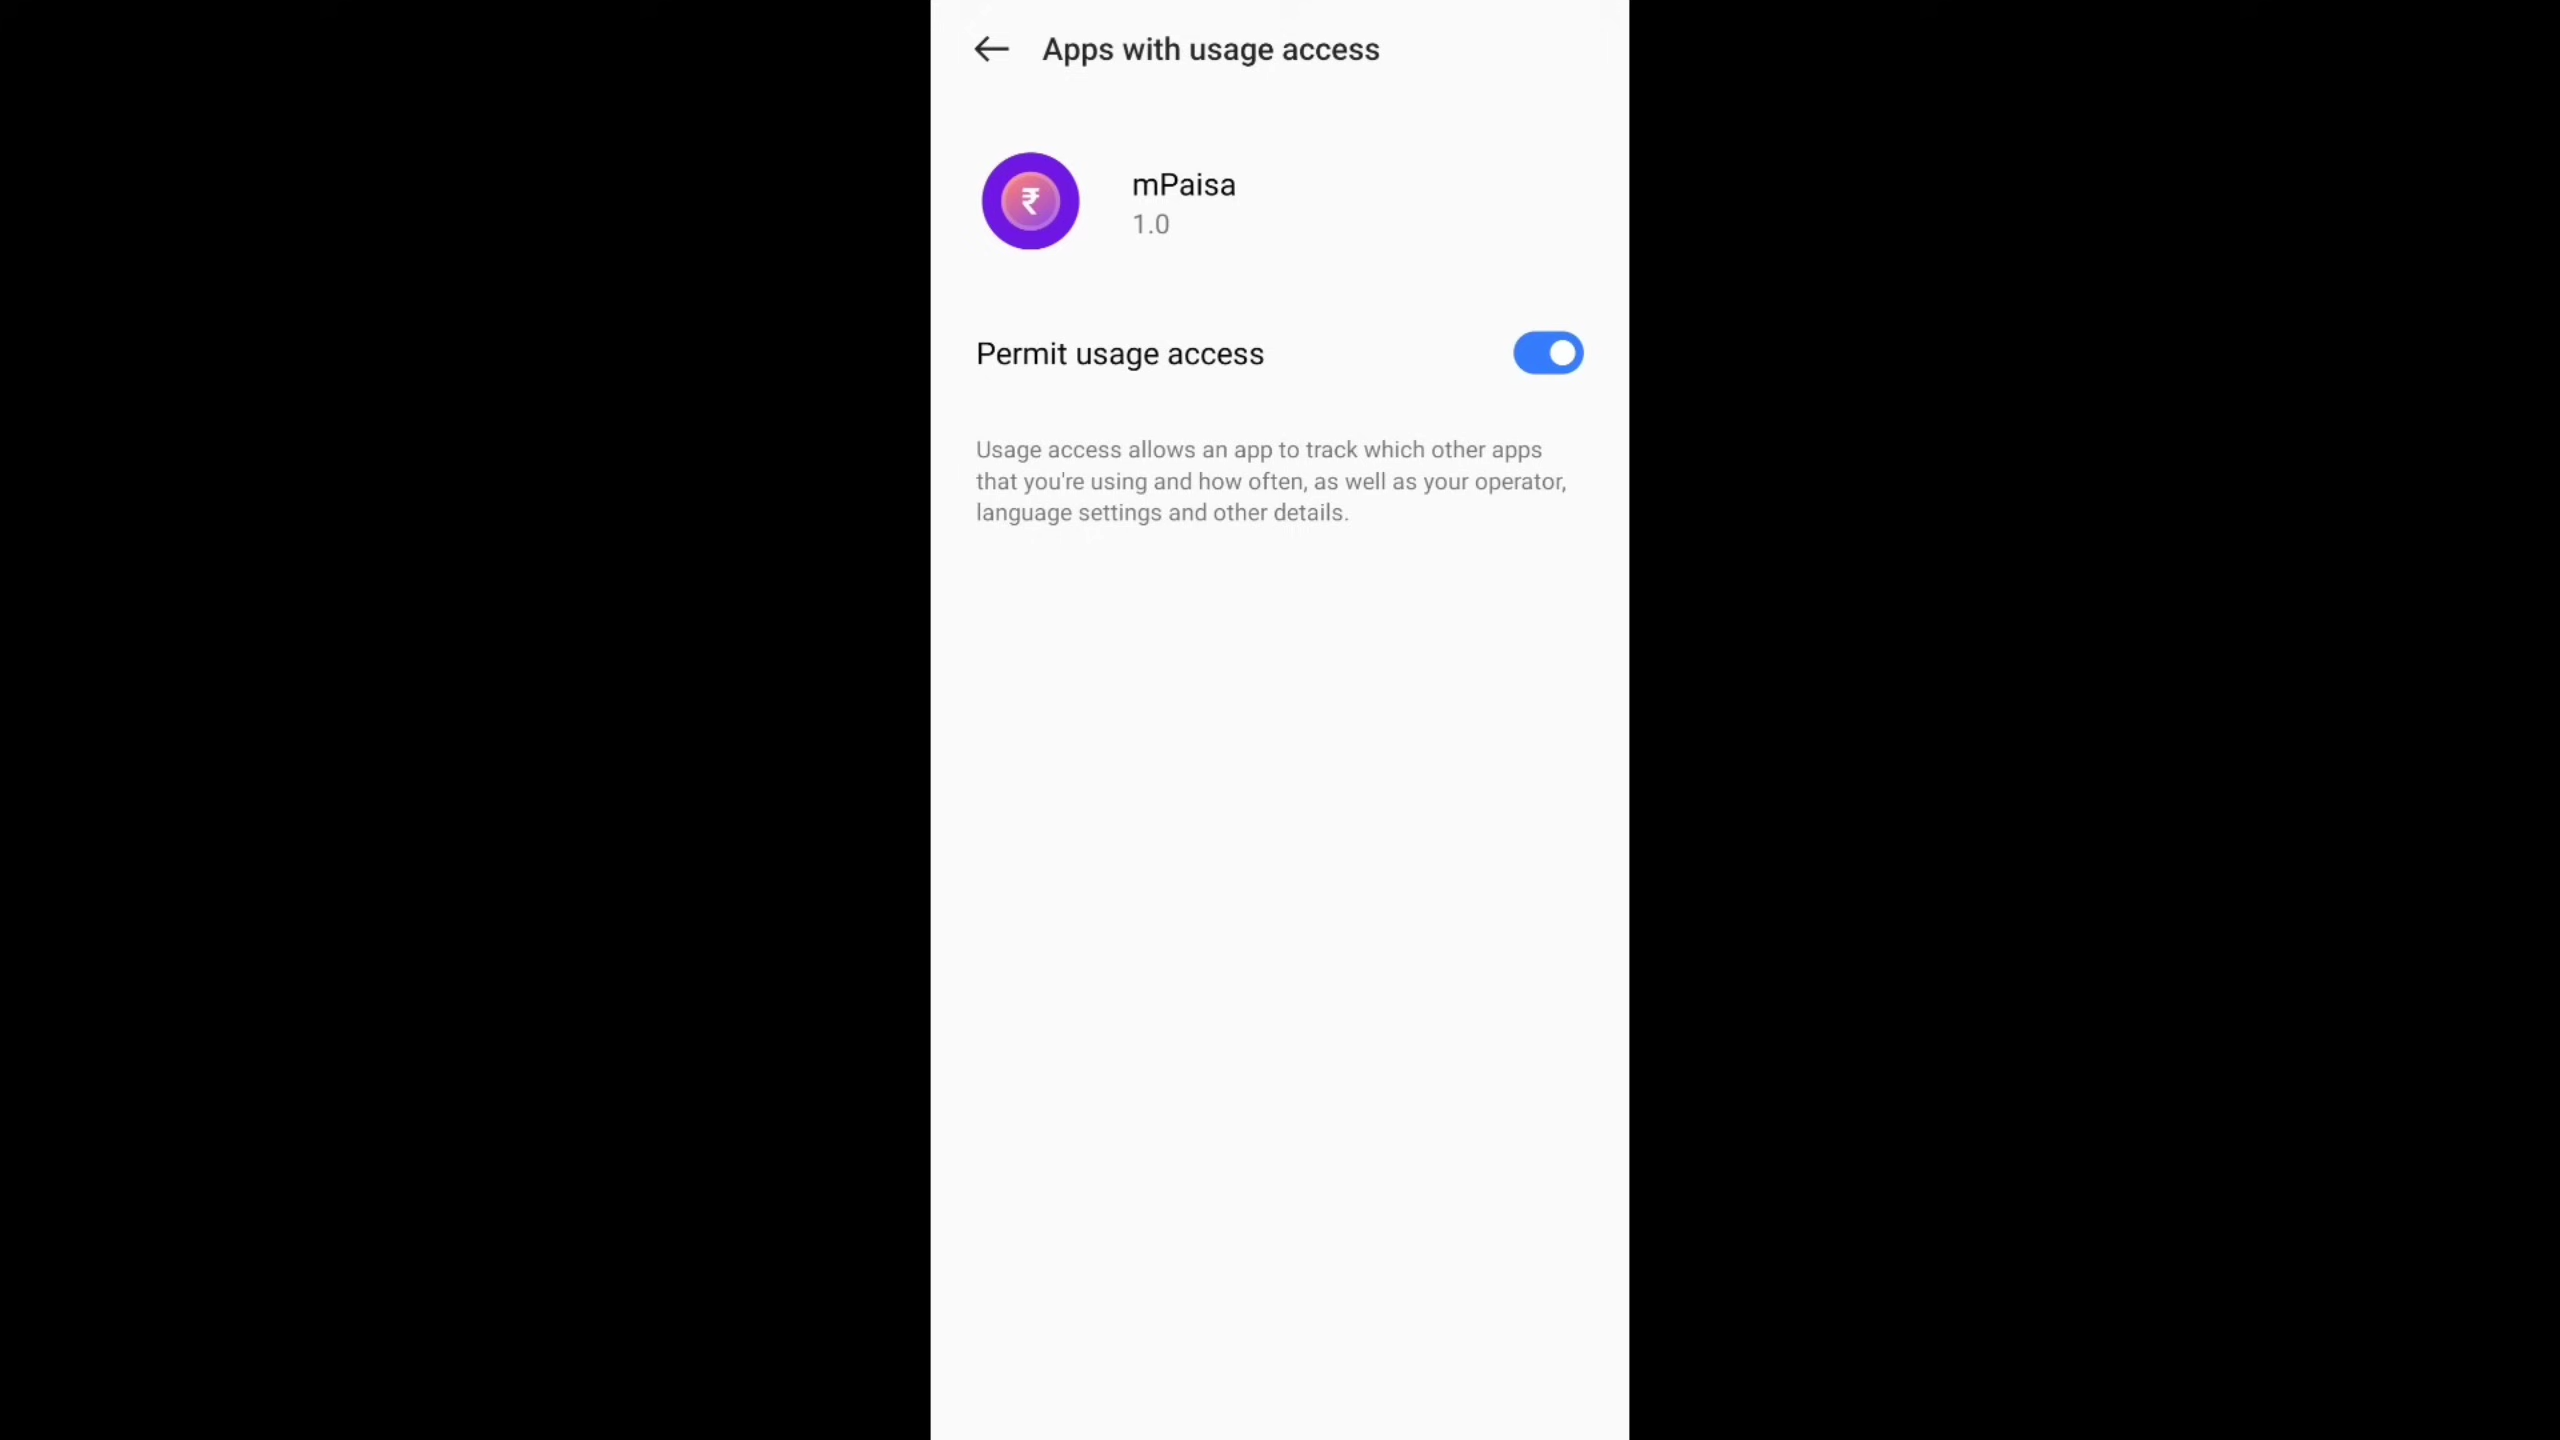 Apps with usage access
₹
mPaisa
1.0
Permit usage access
Usage access allows an app to track which other apps
that you're using and how often, as well as your operator,
language settings and other details.